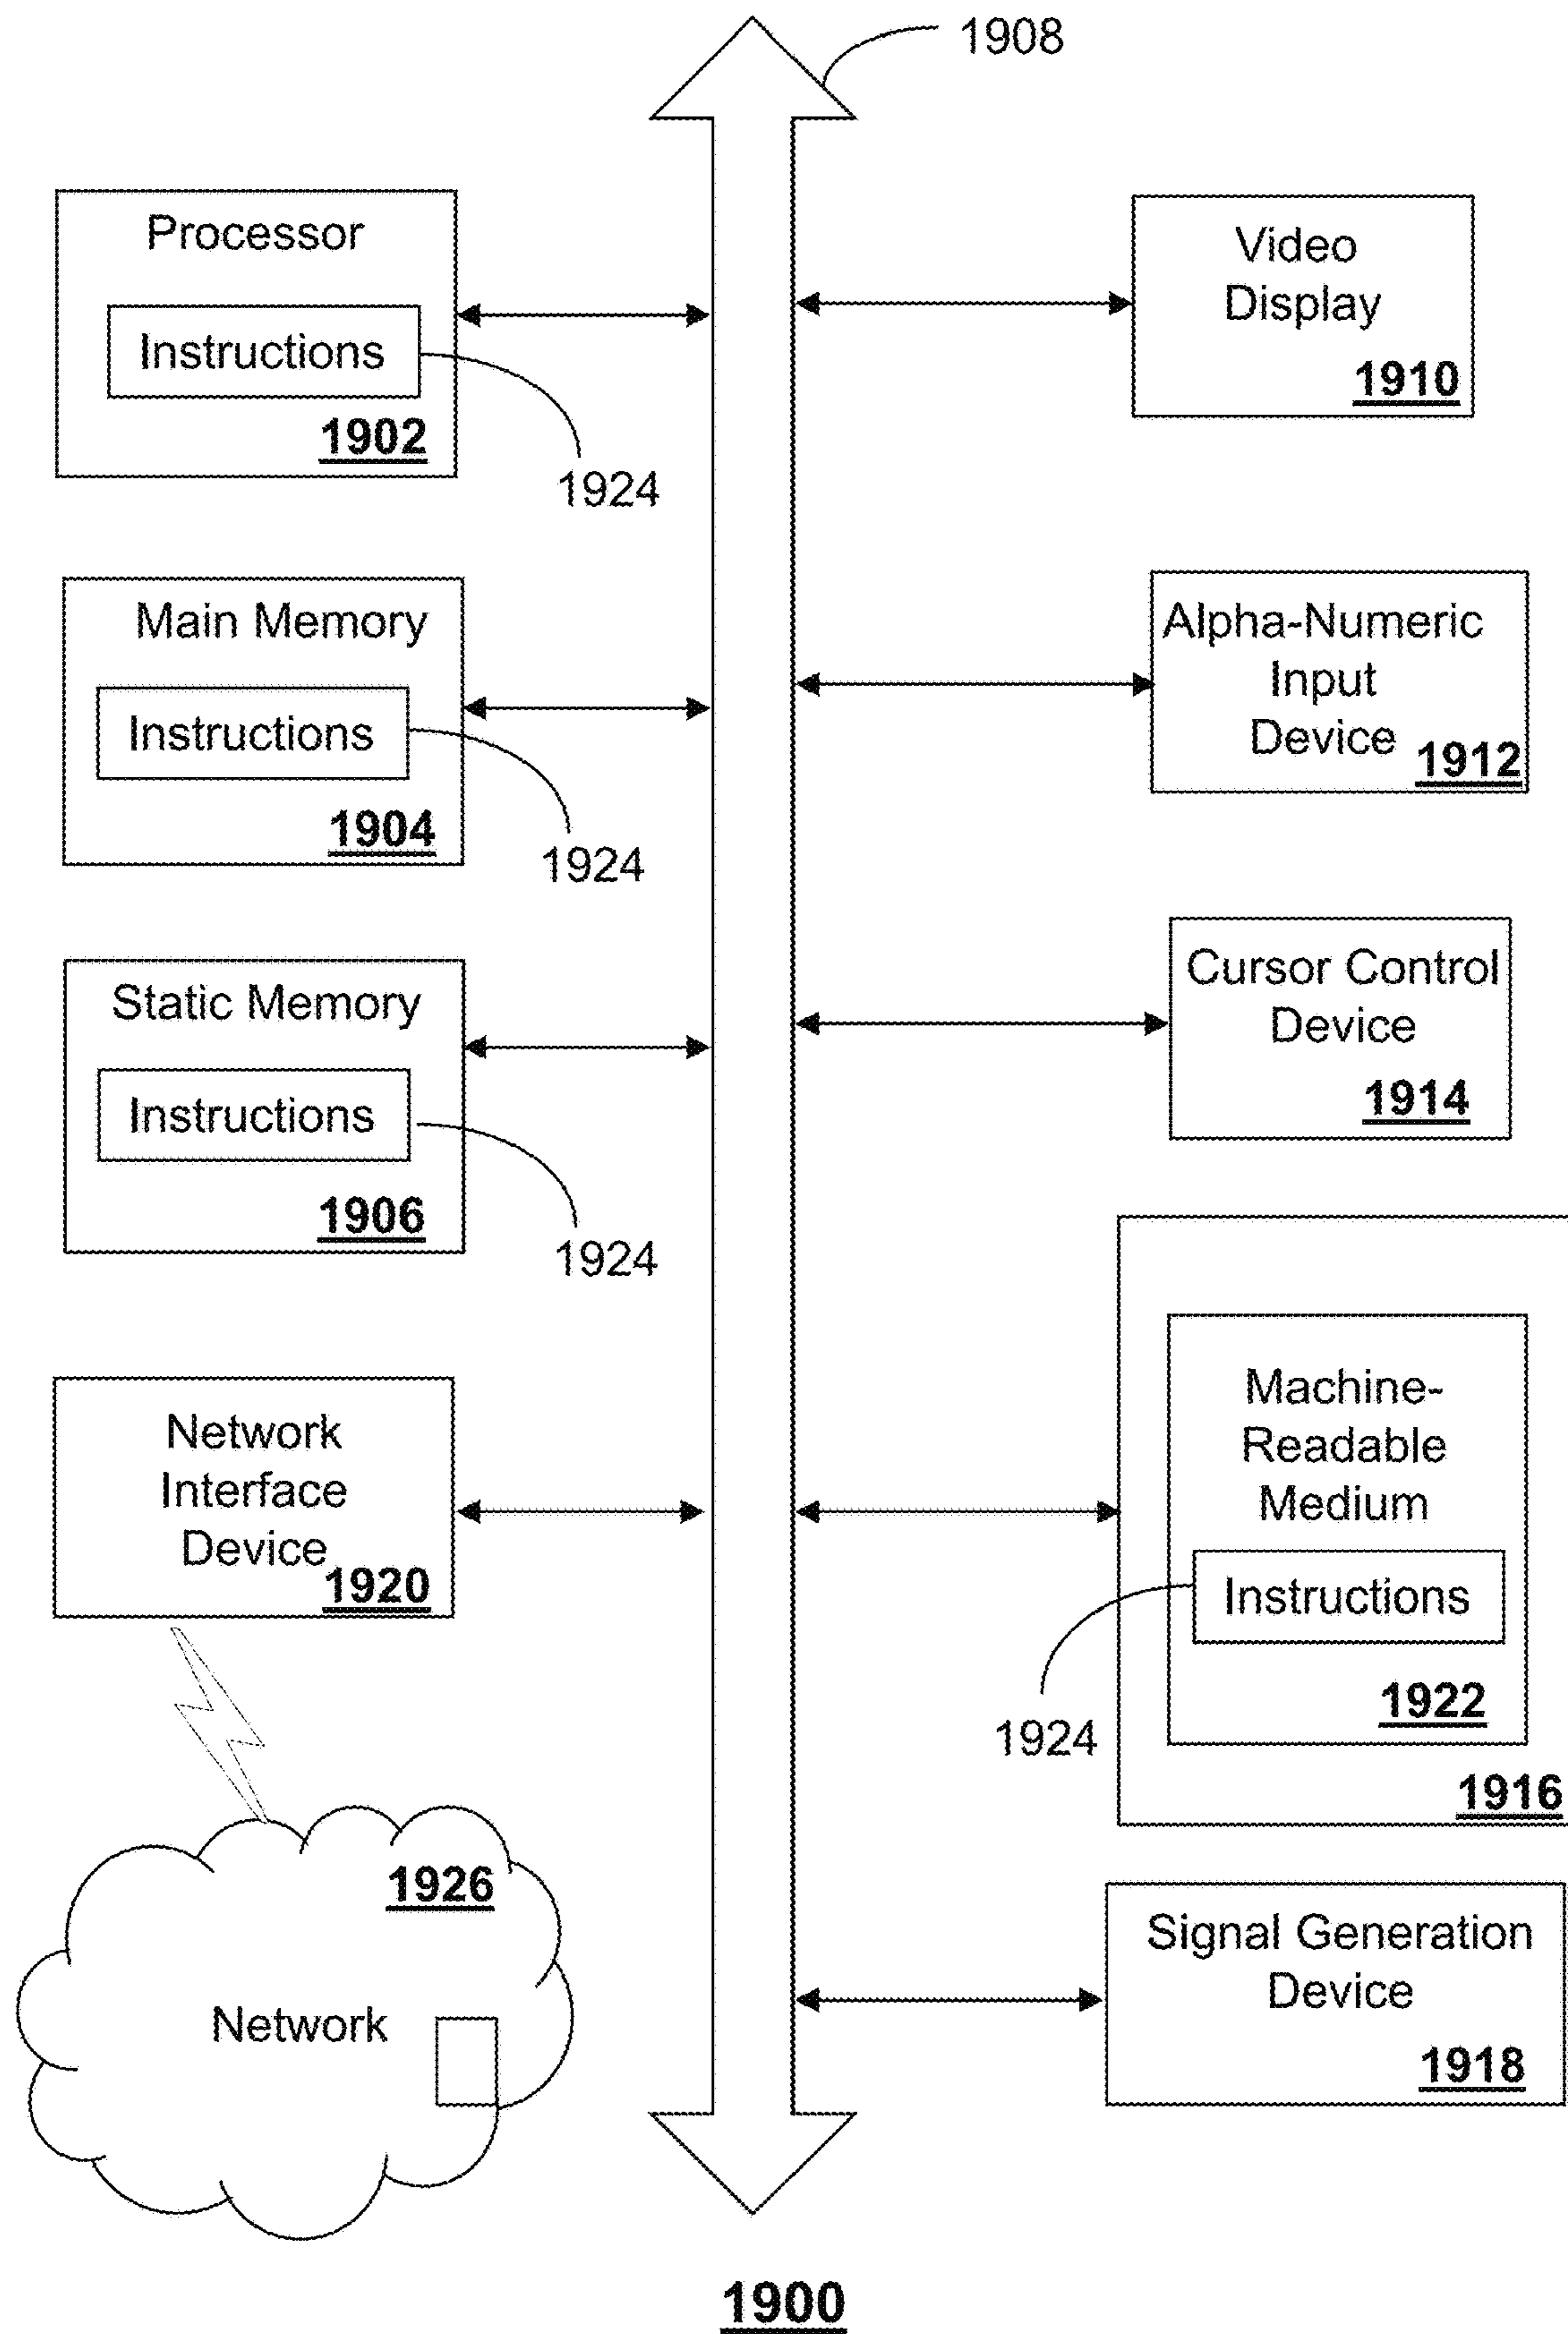 1908
Processor
Instructions
1902
1924
Main Memory
Instructions
1904
1924
Static Memory
Instructions
1906
1924
Network
Interface
Device
1920
1926
Network
Video
Display
1910
Alpha-Numeric
Input
Device
1912
Cursor Control
Device
1914
Machine-
Readable
Medium
Instructions
1922
1924
1916
Signal Generation
Device
1918
1900